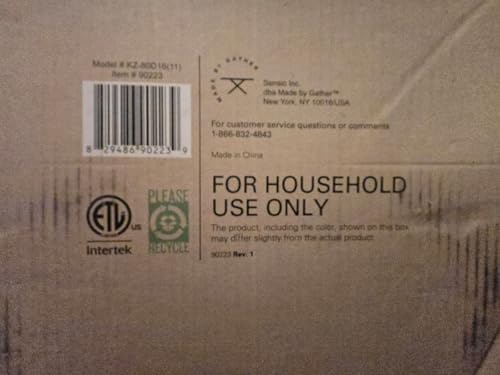 Model # KZ-80D16(11)
Item # 90223
8 29486 90223 9
ETL
us
Intertek
PLEASE
RECYCLE
MADE BY GATHER
Sensio Inc.
dba Made by Gather™
New York, NY 10016/USA
For customer service questions or comments
1-866-832-4843
Made in China
FOR HOUSEHOLD
USE ONLY
The product, including the color, shown on this box
may differ slightly from the actual product.
90223 Rev: 1